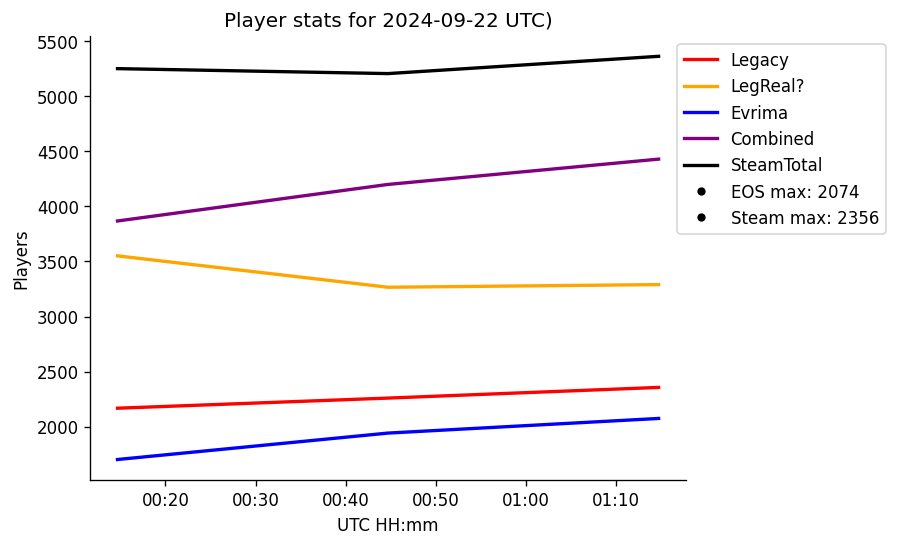 Player stats for 2024-09-22 UTC)
5500
5000
4500
4000
3500
3000
2500
2000
Players
00:20
00:30
00:40
00:50
01:00
01:10
UTC HH:mm
Legacy
LegReal?
Evrima
Combined
SteamTotal
EOS max: 2074
Steam max: 2356